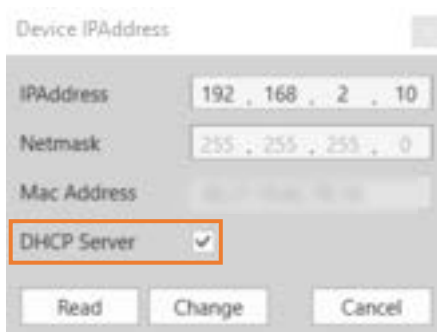 Device IPAddress
IPAddress 192 . 168 . 2 . 10
Netmask 255 . 255 . 255 . 0
Mac Address
DHCP Server
Read Change Cancel